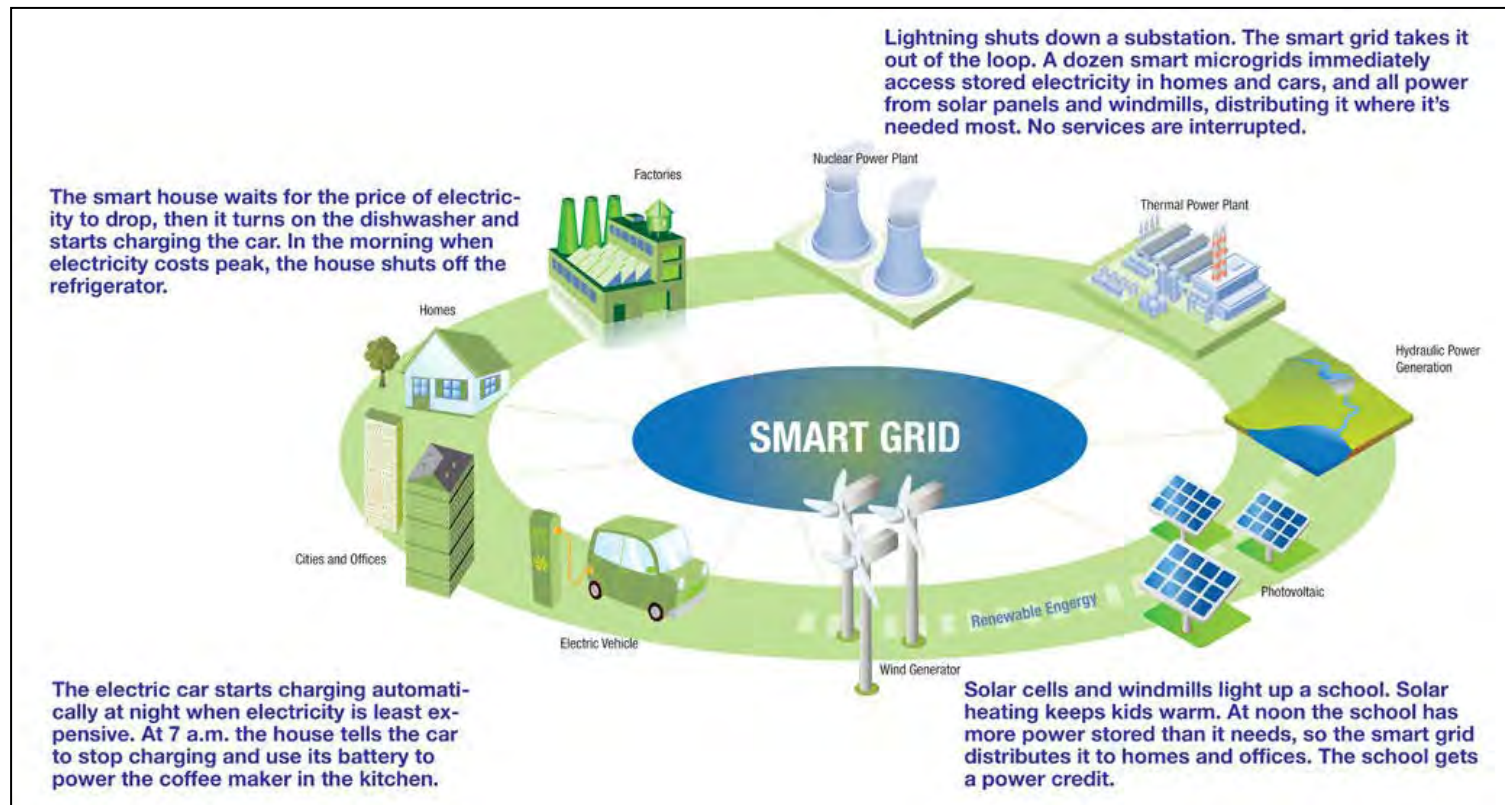 Lightning shuts down a substation. The smart grid takes it
out of the loop. A dozen smart microgrids immediately
access stored electricity in homes and cars, and all power
from solar panels and windmills, distributing it where it's
needed most. No services are interrupted.
Nuclear Power Plant
Factories
The smart house waits for the price of electric-
ity to drop, then it turns on the dishwasher and
starts charging the car. In the morning when
electricity costs peak, the house shuts off the
refrigerator.
Thermal Power Plant
Homes
Hydraulic Power
Generation
SMART GRID
Cities and Offices
Photovoltaic
Renewable Engergy
Electric Vehicle
Wind Generator
The electric car starts charging automati-
cally at night when electricity is least ex-
pensive. At 7 a.m. the house tells the car
to stop charging and use its battery to
power the coffee maker in the kitchen.
Solar cells and windmills light up a school. Solar
heating keeps kids warm. At noon the school has
more power stored than it needs, so the smart grid
distributes it to homes and offices. The school gets
a power credit.